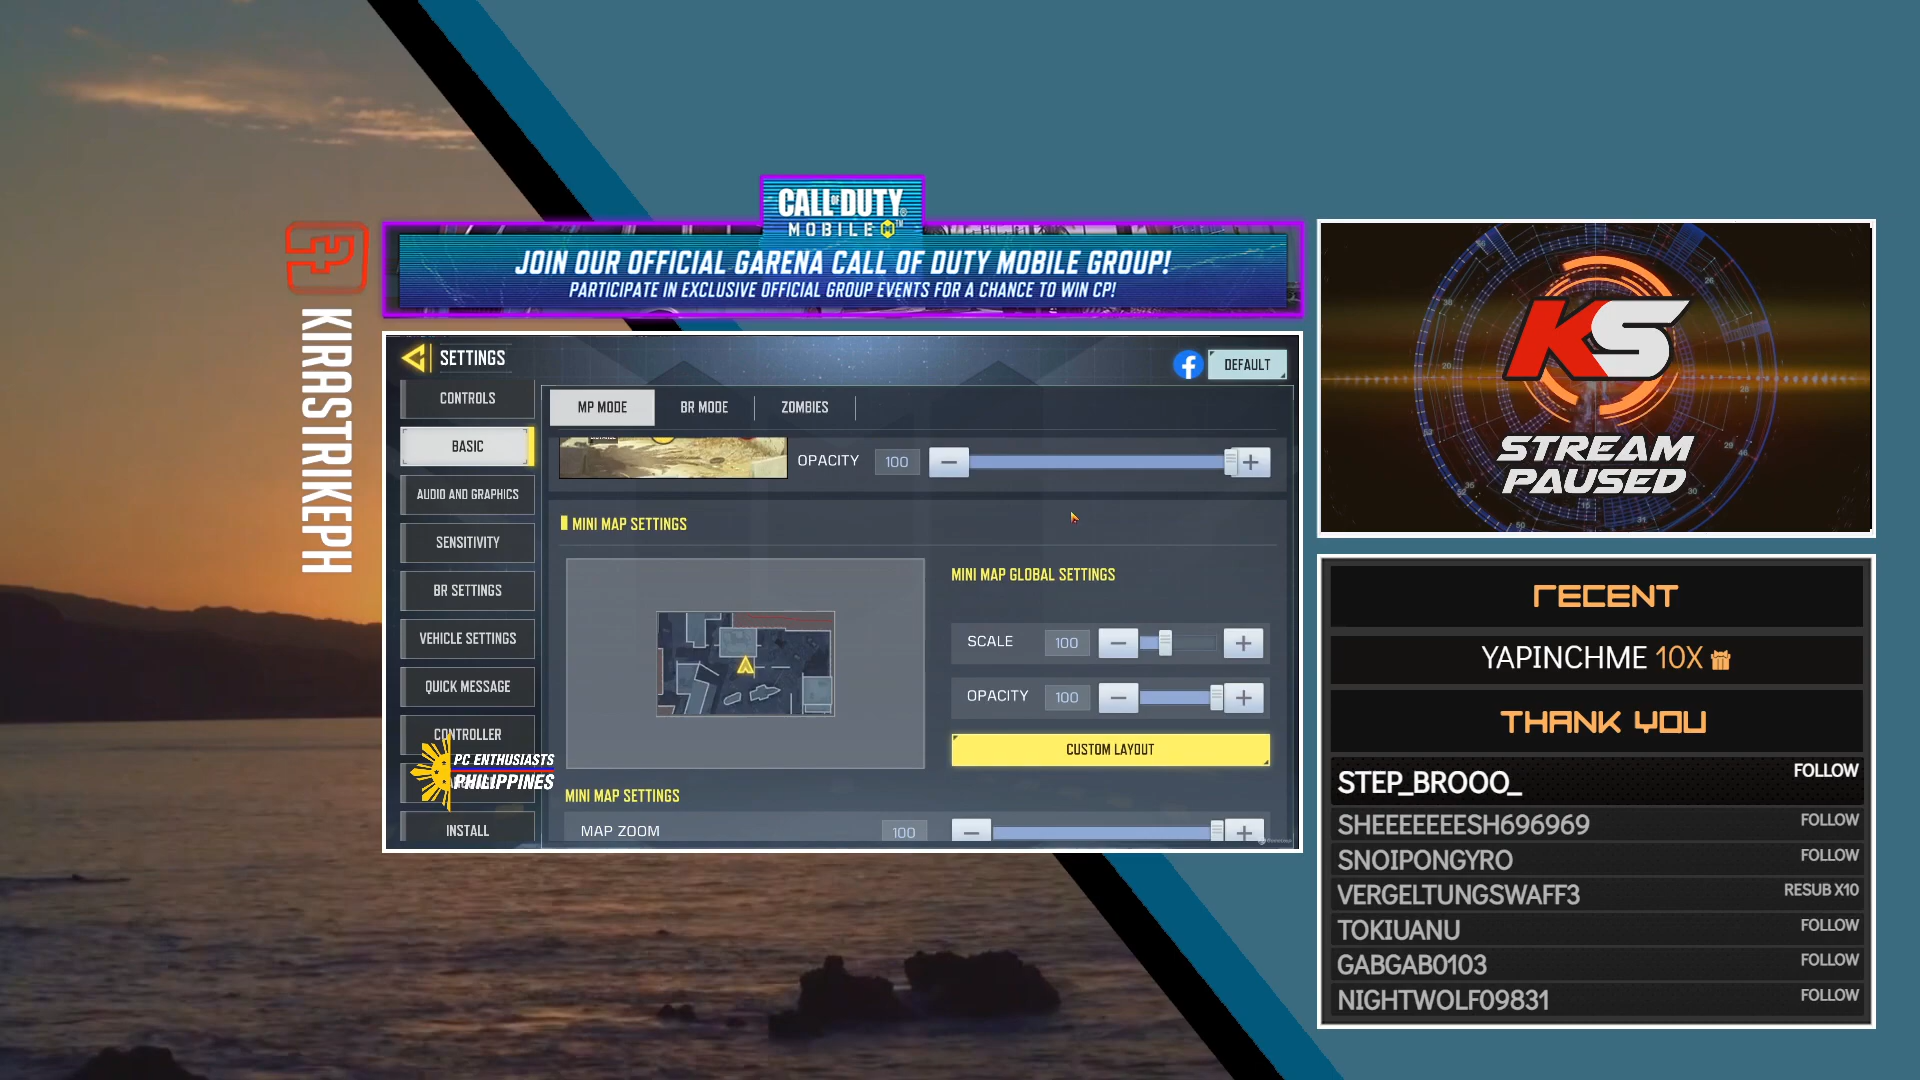 KIRASTRIKEPH
CALL OF DUTY
MOBILE
JOIN OUR OFFICIAL GARENA CALL OF DUTY MOBILE GROUP!
PARTICIPATE IN EXCLUSIVE OFFICIAL GROUP EVENTS FOR A CHANCE TO WIN CP!
SETTINGS
DEFAULT
CONTROLS
BASIC
AUDIO AND GRAPHICS
SENSITIVITY
BR SETTINGS
VEHICLE SETTINGS
QUICK MESSAGE
CONTROLLER
PC ENTHUSIASTS
PHILIPPINES
INSTALL
MP MODE
BR MODE
ZOMBIES
OPACITY 100
MINI MAP SETTINGS
MINI MAP GLOBAL SETTINGS
SCALE 100
OPACITY 100
CUSTOM LAYOUT
MINI MAP SETTINGS
MAP ZOOM 100
KS
STREAM
PAUSED
RECENT
YAPINCHME 10X
THANK YOU
STEP_BROOO_ FOLLOW
SHEEEEEEESH696969 FOLLOW
SNOIPONGYRO FOLLOW
VERGELTUNGSWAFF3 RESUB X10
TOKIUANU FOLLOW
GABGAB0103 FOLLOW
NIGHTWOLF09831 FOLLOW